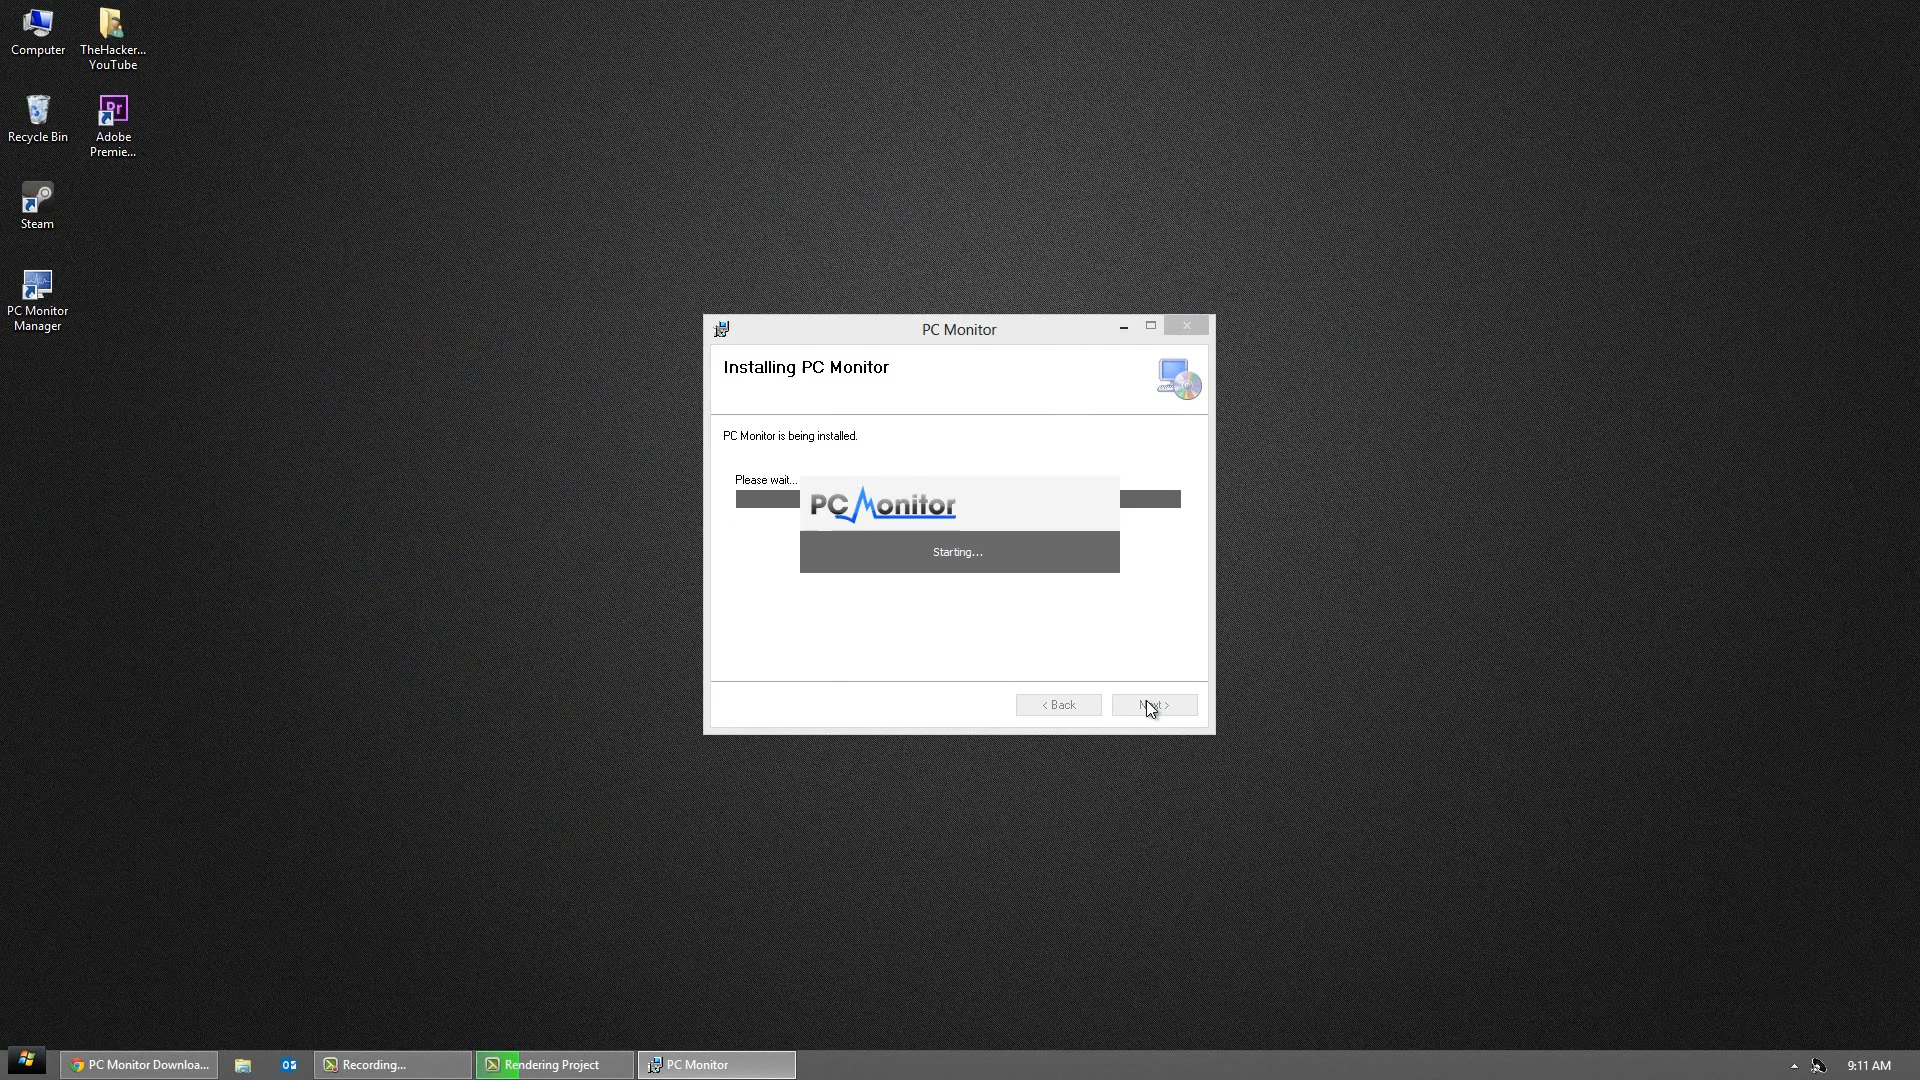 Computer
TheHacker...
YouTube
Recycle Bin
Pr
Adobe
Premie...
Steam
PC Monitor
Manager
PC Monitor
Installing PC Monitor
PC Monitor is being installed.
Please wait...
PC Monitor
Starting...
< Back
PC Monitor Downloa...
Recording...
Rendering Project
PC Monitor
9:11 AM